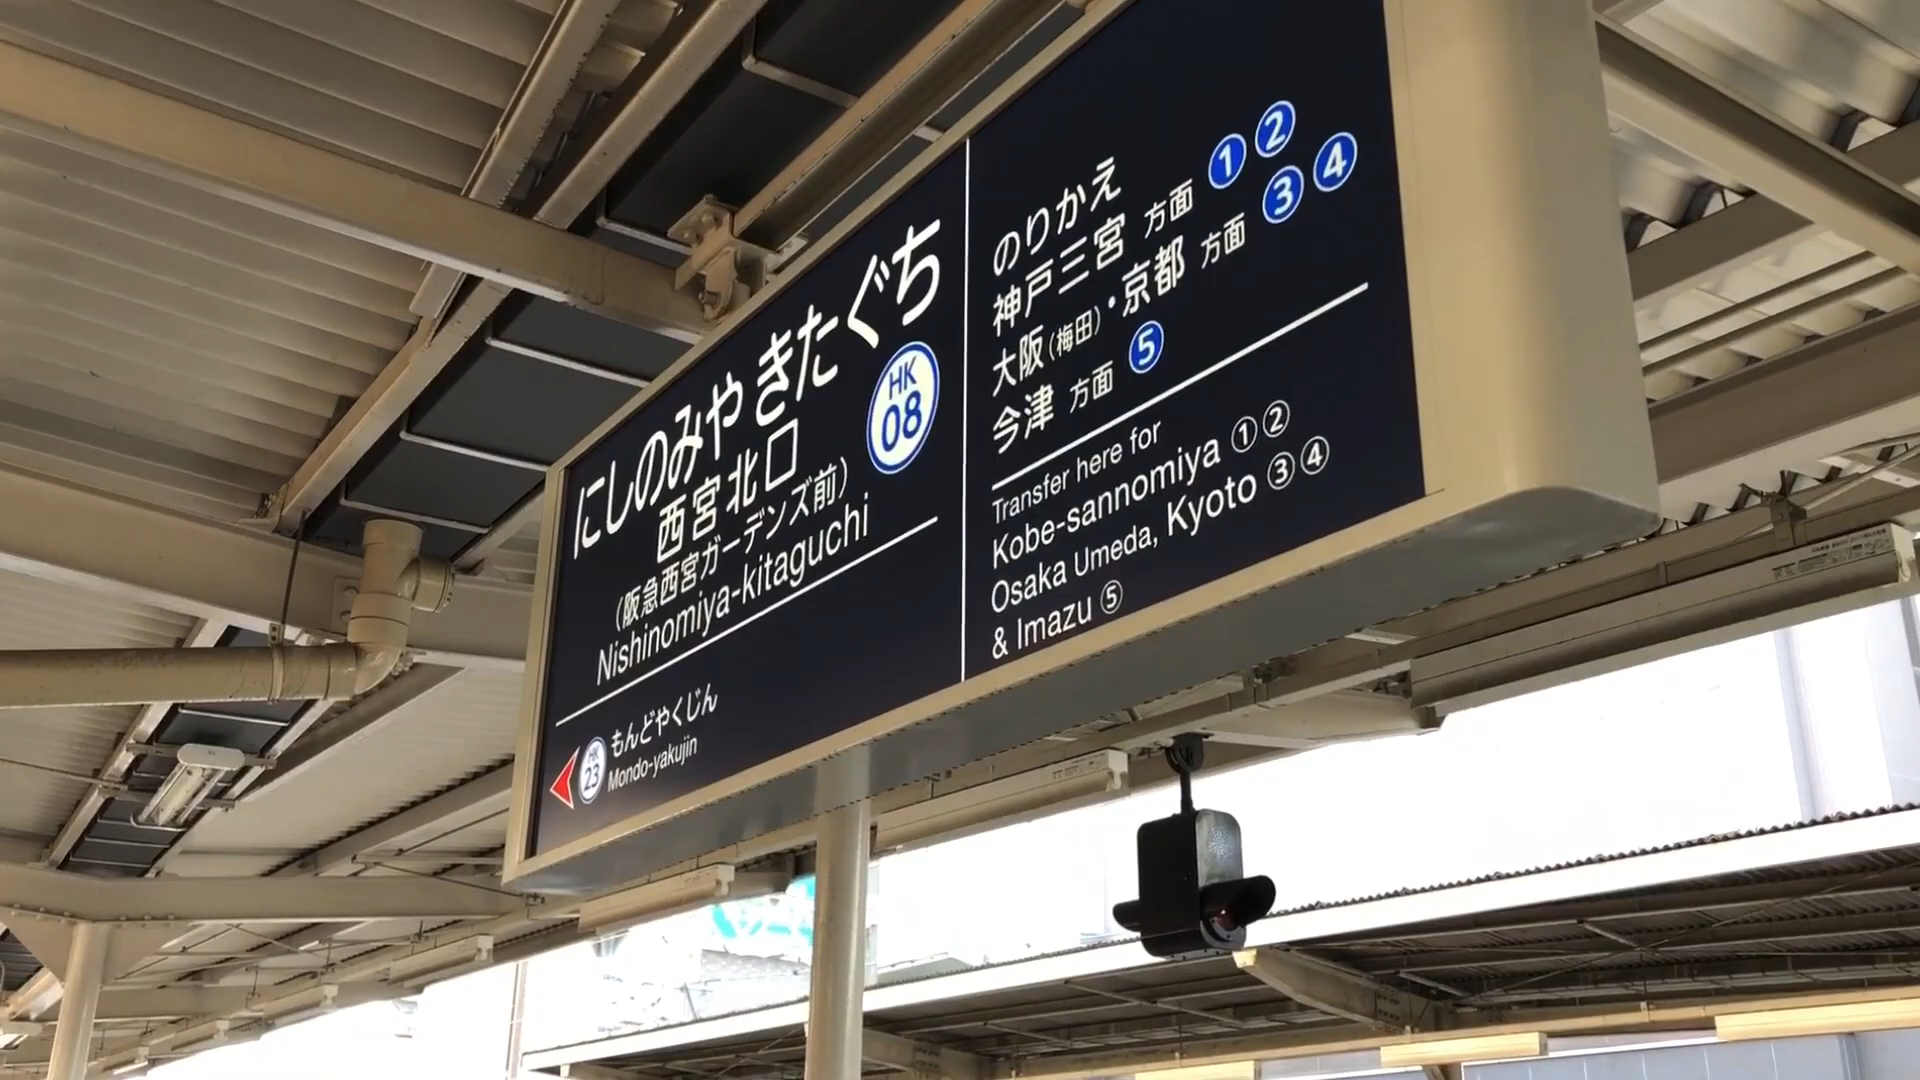 にしのみやきたぐち
西宮北口
(阪急西宮ガーデンズ前)
Nishinomiya-kitaguchi
HK
08
HK
23
もんどやくじん
Mondo-yakujin
のりかえ
神戸三宮 方面 1 2
大阪(梅田)・京都 方面 3 4
今津 方面 5
Transfer here for
Kobe-sannomiya ① ②
Osaka Umeda, Kyoto ③ ④
& Imazu ⑤